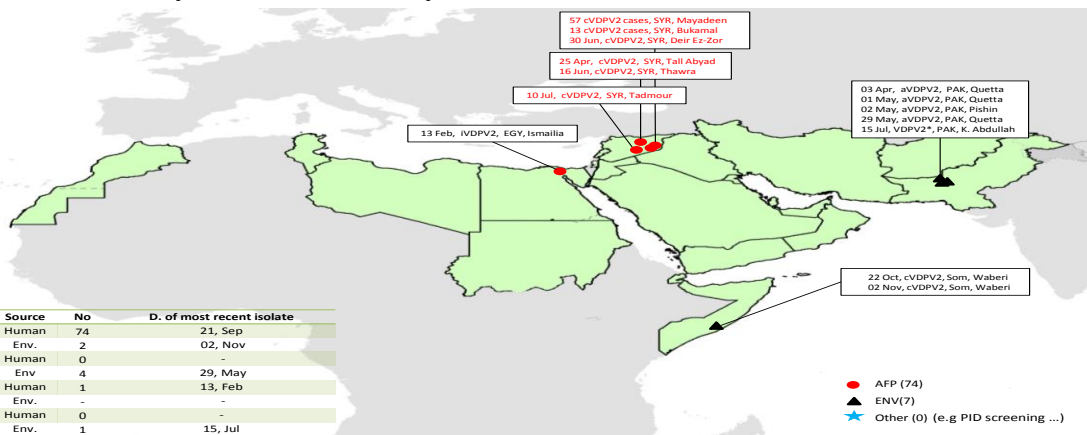 57 cVDPV2 cases, SYR, Mayadeen
13 cVDPV2 cases, SYR, Bukamal
30 Jun, cVDPV2, SYR, Deir Ez-Zor
25 Apr, cVDPV2, SYR, Tall Abyad
16 Jun, cVDPV2, SYR, Thawra
10 Jul, cVDPV2, SYR, Tadmour
03 Apr, aVDPV2, PAK, Quetta
01 May, aVDPV2, PAK, Quetta
02 May, aVDPV2, PAK, Pishin
29 May, aVDPV2, PAK, Quetta
15 Jul, VDPV2*, PAK, K. Abdullah
13 Feb, iVDPV2, EGY, Ismailia
22 Oct, cVDPV2, Som, Waberi
02 Nov, cVDPV2, Som, Waberi
Source No D. of most recent isolate
Human 74 21, Sep
Env. 2 02, Nov
Human 0 -
Env 4 29, May
Human 1 13, Feb
Env. - -
Human 0 -
Env. 1 15, Jul
AFP (74)
ENV(7)
Other (0) (e.g PID screening ...)